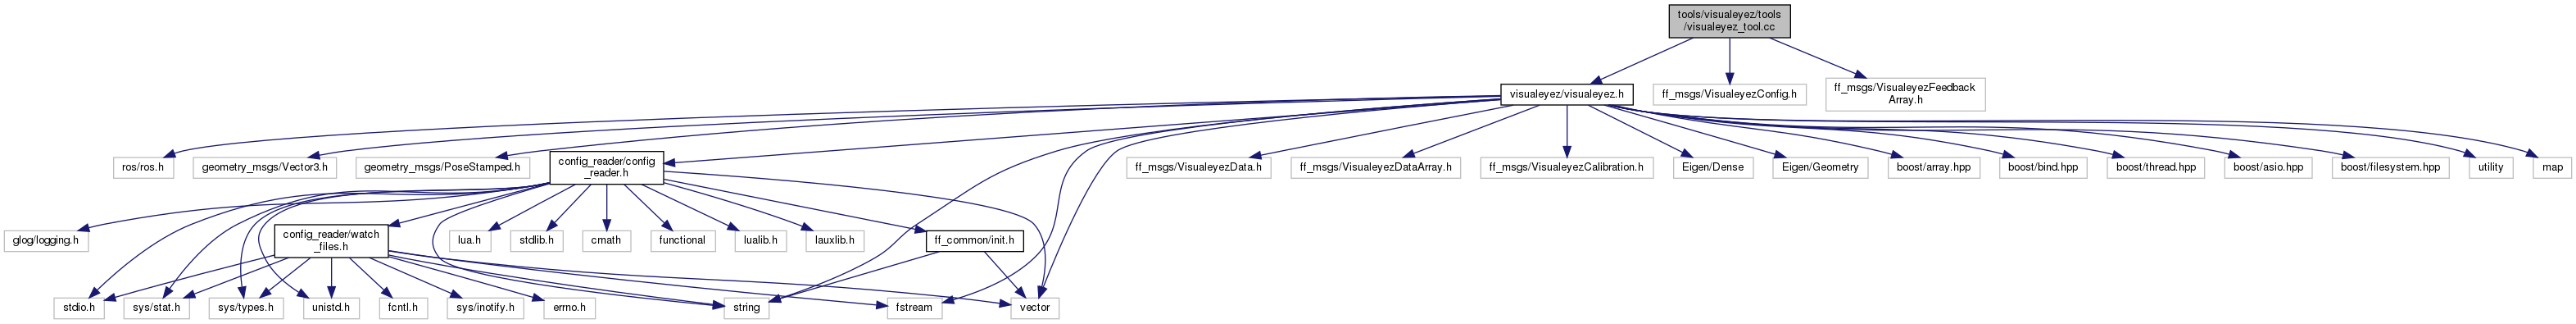 tools/visualeyez/tools
/visualeyez_tool.cc
visualeyez/visualeyez.h
ff_msgs/VisualeyezConfig.h
ff_msgs/VisualeyezFeedback
Array.h
ros/ros.h
geometry_msgs/Vector3.h
geometry_msgs/PoseStamped.h
config_reader/config
_reader.h
ff_msgs/VisualeyezData.h
ff_msgs/VisualeyezDataArray.h
ff_msgs/VisualeyezCalibration.h
Eigen/Dense
Eigen/Geometry
boost/array.hpp
boost/bind.hpp
boost/thread.hpp
boost/asio.hpp
boost/filesystem.hpp
utility
map
glog/logging.h
config_reader/watch
_files.h
lua.h
stdlib.h
cmath
functional
lualib.h
lauxlib.h
ff_common/init.h
stdio.h
sys/stat.h
sys/types.h
unistd.h
fcntl.h
sys/inotify.h
errno.h
string
fstream
vector